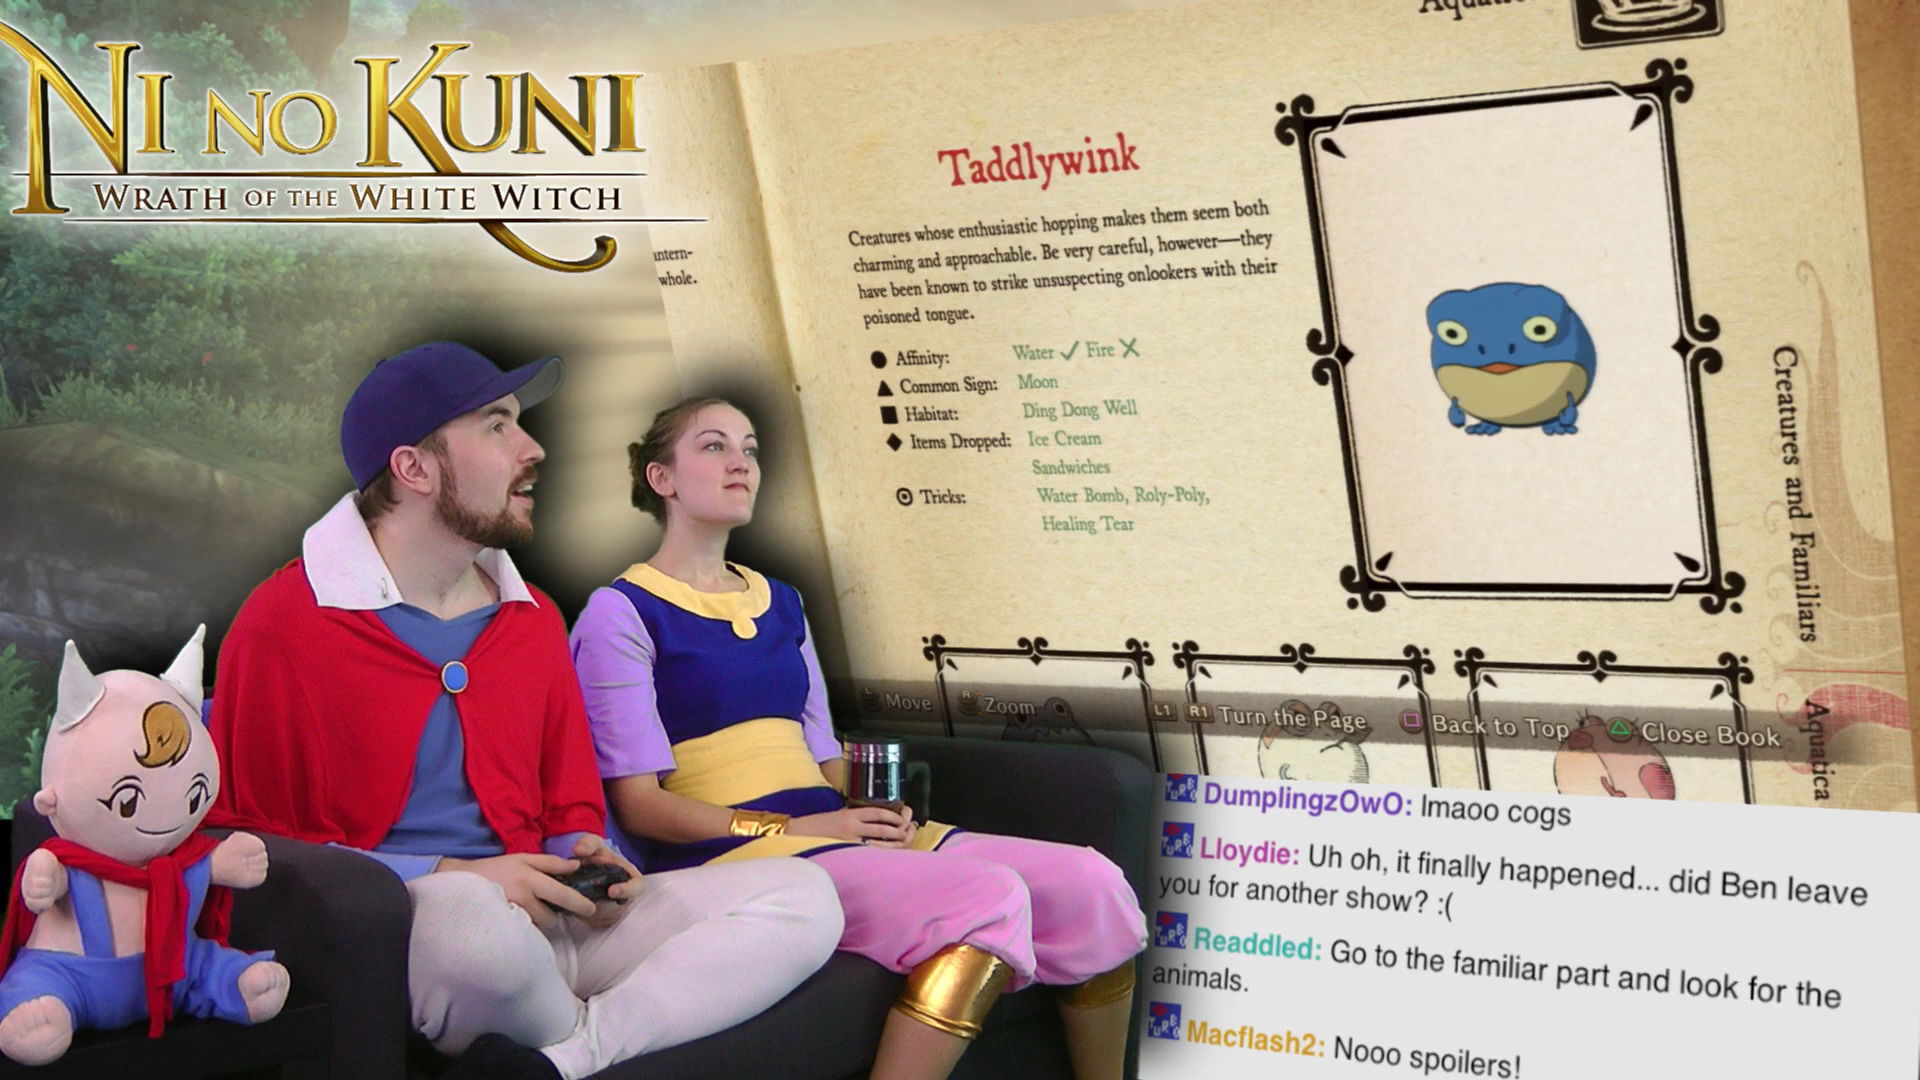 NI NO KUNI
WRATH OF THE WHITE WITCH
whole.
Taddlywink
Creatures whose enthusiastic hopping makes them seem both
charming and approachable. Be very careful, however—they
have been known to strike unsuspecting onlookers with their
poisoned tongue.
Affinity: Water ✓ Fire ✗
Common Sign: Moon
Habitat: Ding Dong Well
Items Dropped: Ice Cream
Sandwiches
Tricks: Water Bomb, Roly-Poly,
Healing Tear
Creatures and Familiars
Aquatica
Move Zoom L1 R1 Turn the Page Back to Top Close Book
DumplingzOwO: lmaoo cogs
Lloydie: Uh oh, it finally happened... did Ben leave
you for another show? :(
Readdled: Go to the familiar part and look for the
animals.
Macflash2: Nooo spoilers!